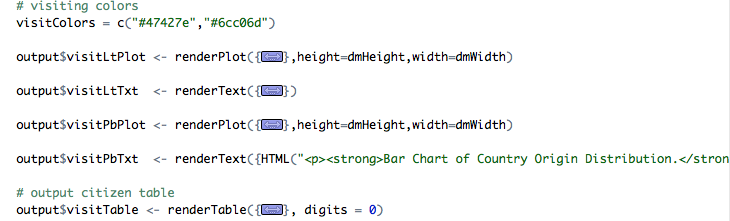 # visiting colors
visitColors = c("#47427e","#6cc06d")
output$visitLtPlot <- renderPlot({},height=dmHeight,width=dmWidth)
output$visitLtTxt <- renderText({})
output$visitPbPlot <- renderPlot({},height=dmHeight,width=dmWidth)
output$visitPbTxt <- renderText({HTML("<p><strong>Bar Chart of Country Origin Distribution.</stron
# output citizen table
output$visitTable <- renderTable({}, digits = 0)